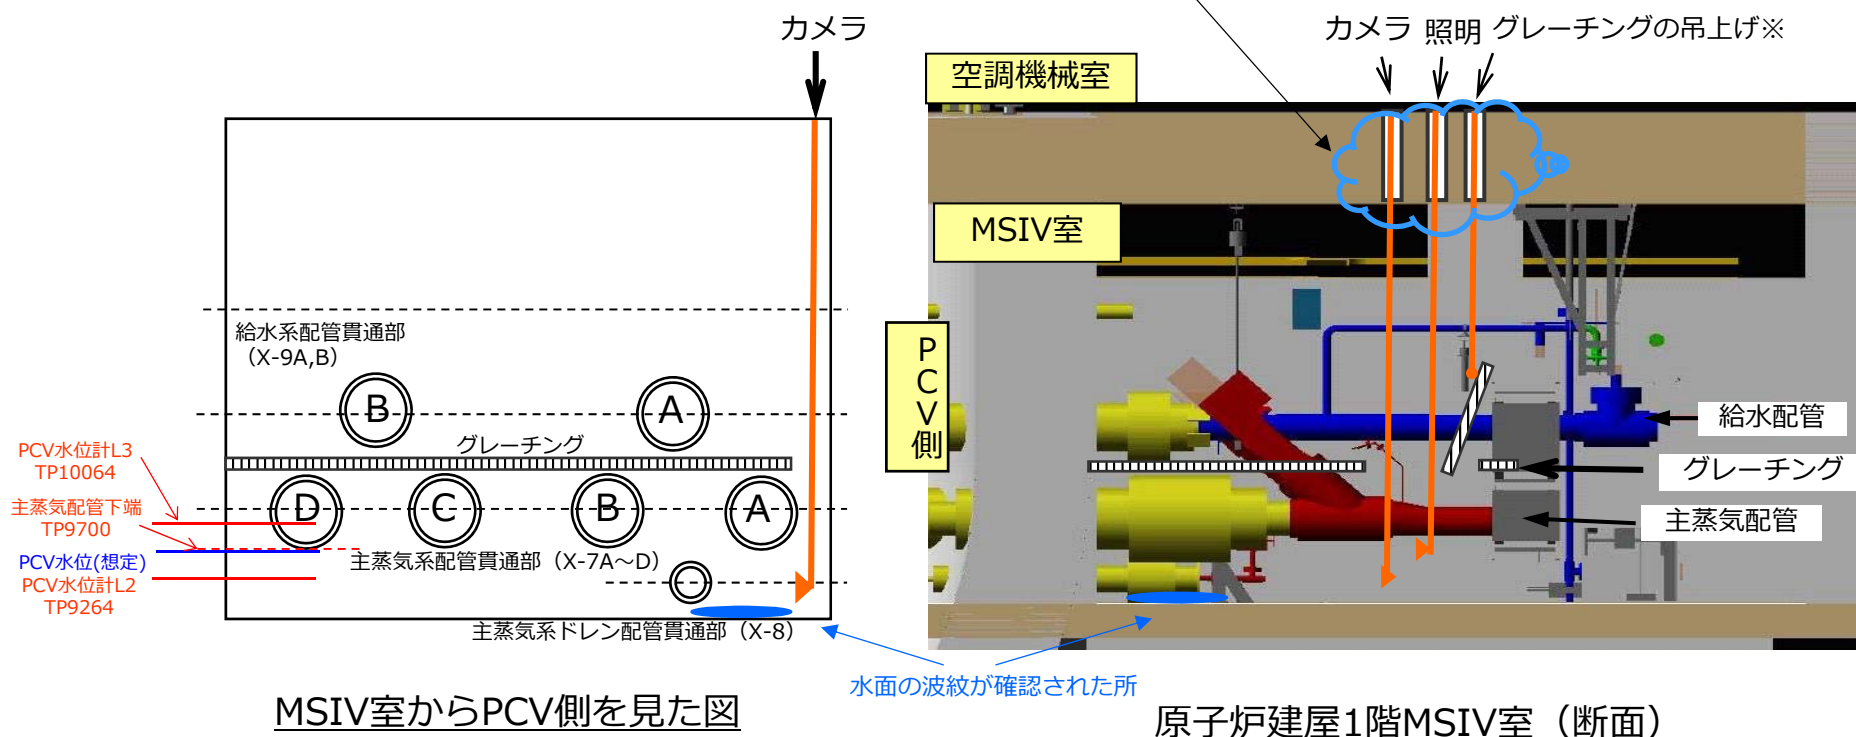 カメラ
給水系配管貫通部
（X-9A,B）
B
A
グレーチング
D
C
B
A
PCV水位計L3
TP10064
主蒸気配管下端
TP9700
PCV水位(想定)
PCV水位計L2
TP9264
主蒸気系配管貫通部（X-7A～D）
主蒸気系ドレン配管貫通部（X-8）
MSIV室からPCV側を見た図
水面の波紋が確認された所
カメラ
照明
グレーチングの吊上げ※
空調機械室
MSIV室
PCV側
給水配管
グレーチング
主蒸気配管
原子炉建屋1階MSIV室（断面）